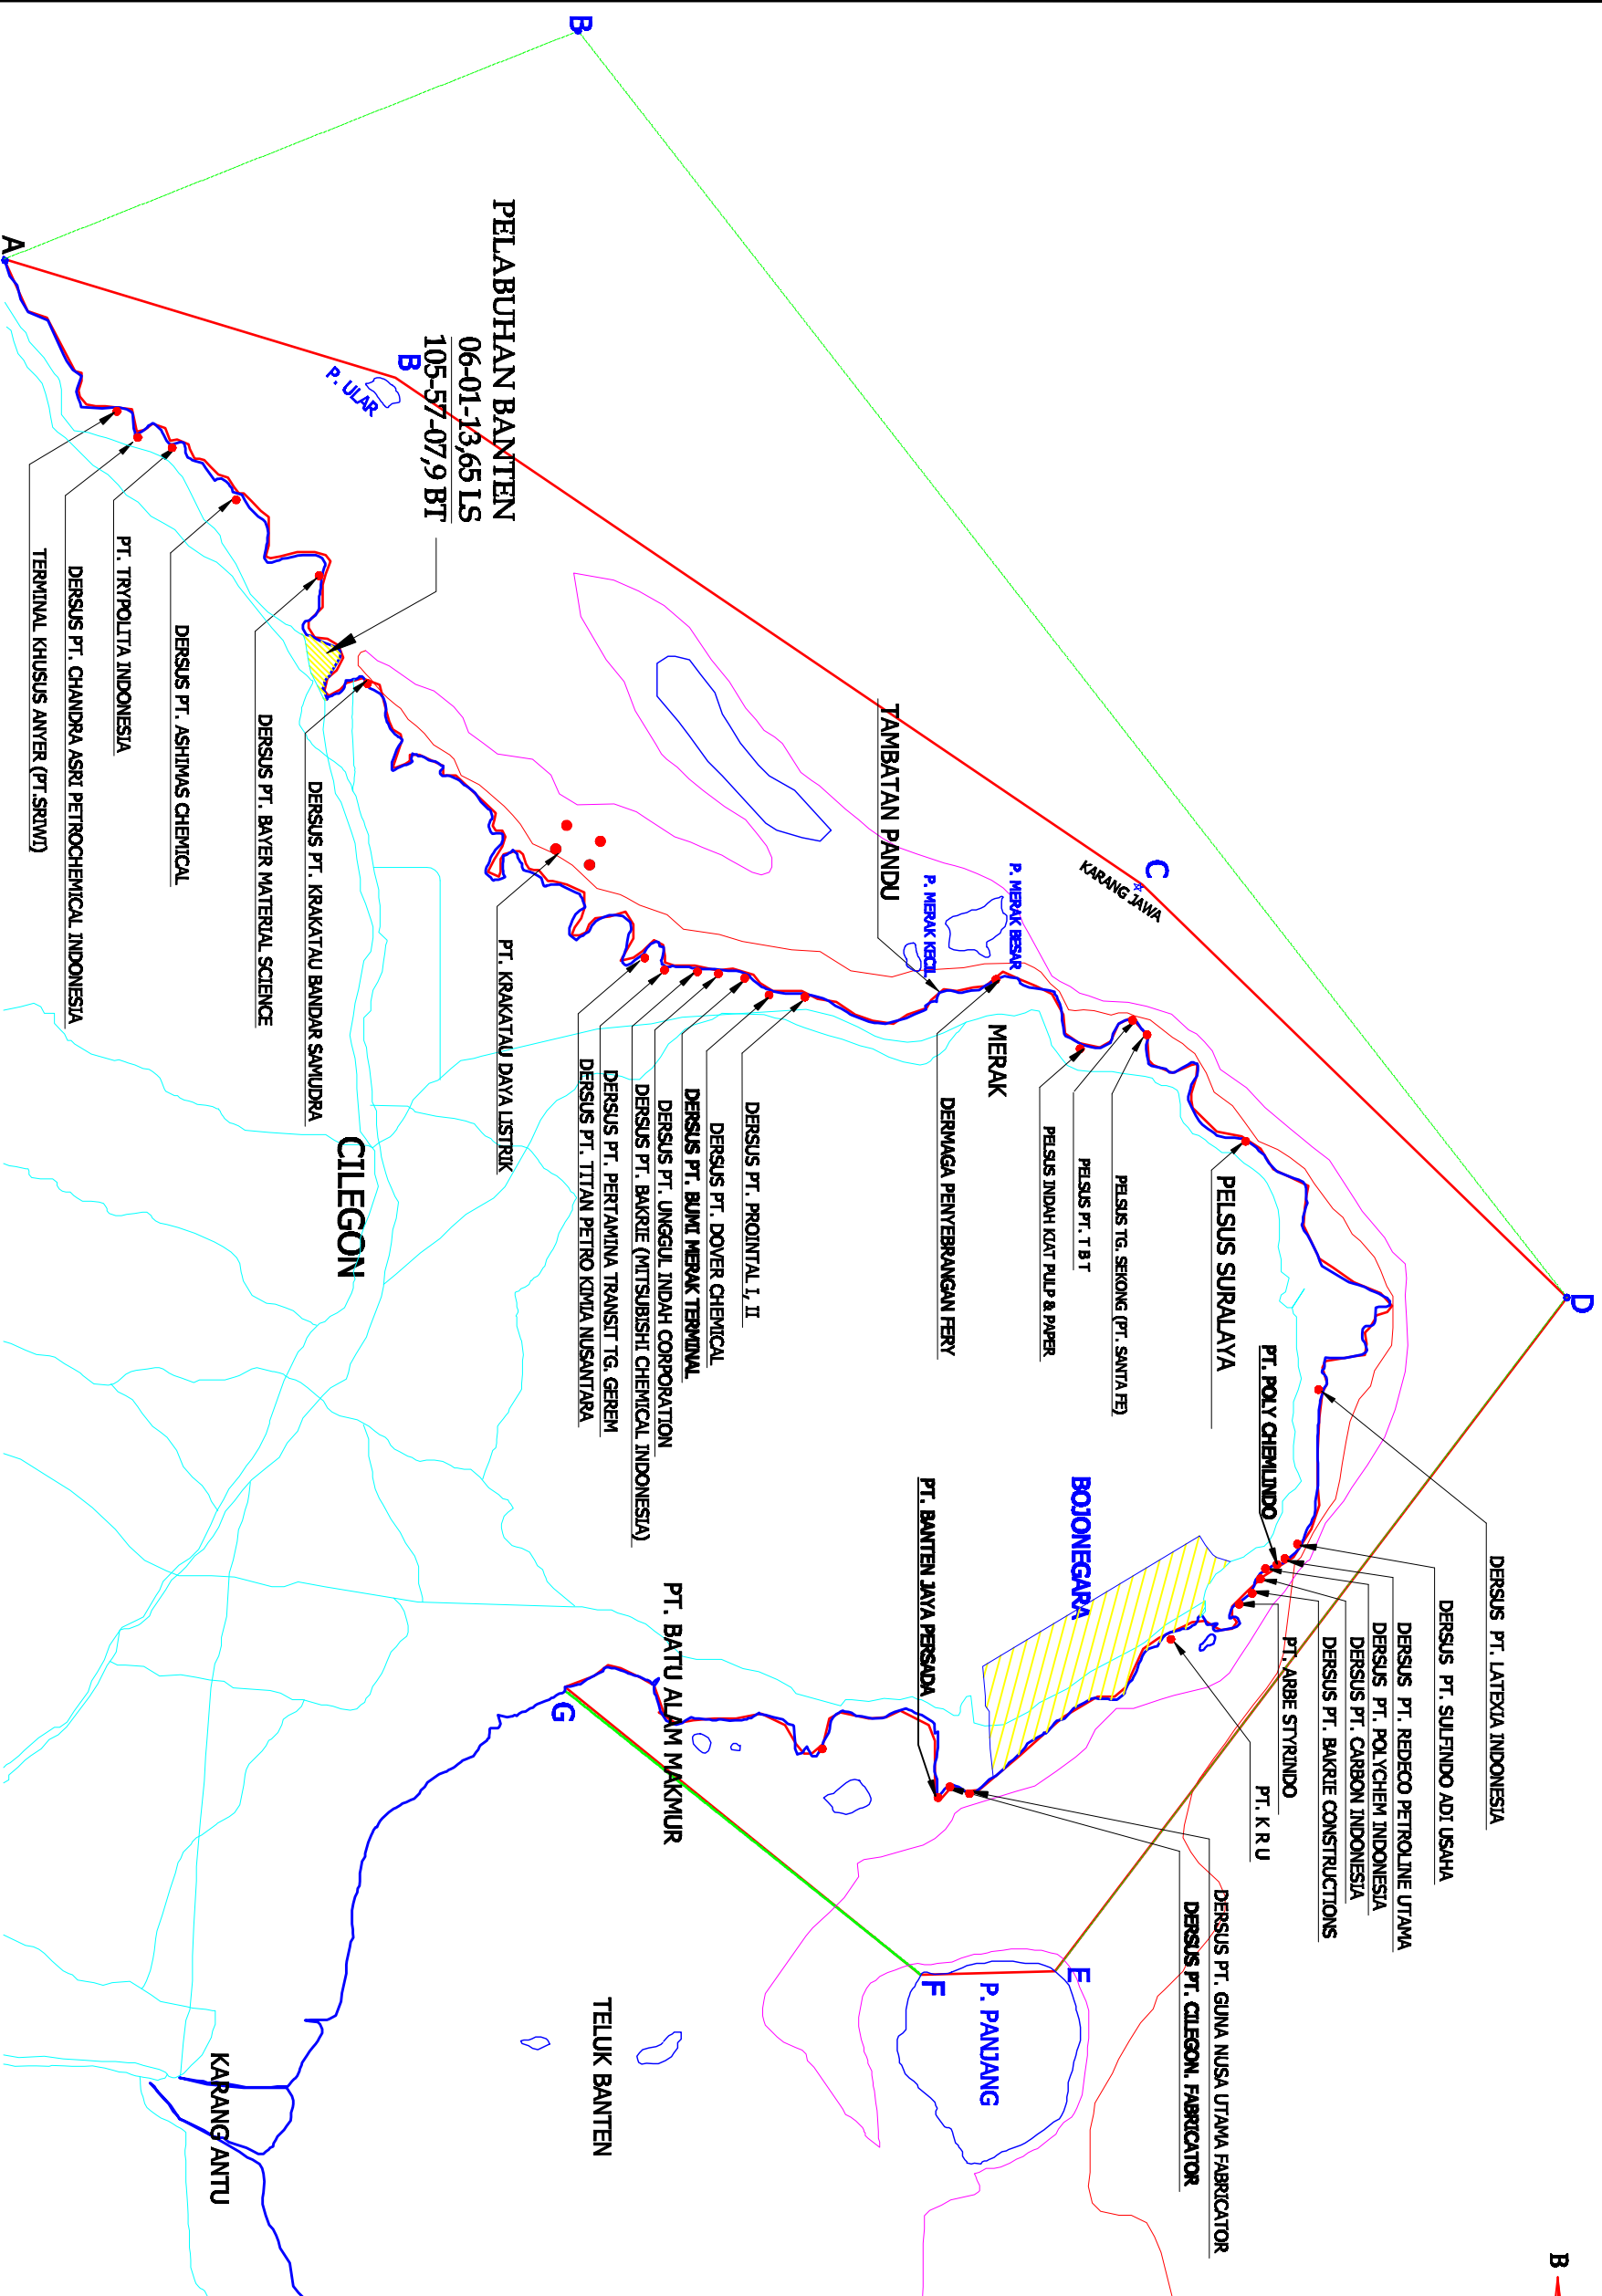 B
A
PELABUHAN BANTEN
06-01-13,65 LS
105-57-07,9 BT
B
P. ULAR
TERMINAL KHUSUS ANYER (PT.SRIWI)
DERSUS PT. CHANDRA ASRI PETROCHEMICAL INDONESIA
PT. TRYPOLITA INDONESIA
DERSUS PT. ASHIMAS CHEMICAL
DERSUS PT. BAYER MATERIAL SCIENCE
DERSUS PT. KRAKATAU BANDAR SAMUDRA
CILEGON
PT. KRAKATAU DAYA LISTRIK
DERSUS PT. TITAN PETRO KIMIA NUSANTARA
DERSUS PT. PERTAMINA TRANSIT TG. GEREM
DERSUS PT. BAKRIE (MITSUBISHI CHEMICAL INDONESIA)
DERSUS PT. UNGGUL INDAH CORPORATION
DERSUS PT. BUMI MERAK TERMINAL
DERSUS PT. DOVER CHEMICAL
DERSUS PT. PROINTAL I, II
TAMBATAN PANDU
P. MERAK KECIL
P. MERAK BESAR
C
KARANG JAWA
MERAK
DERMAGA PENYEBRANGAN FERY
PELSUS INDAH KIAT PULP & PAPER
PELSUS PT. T B T
PELSUS TG. SEKONG (PT. SANTA FE)
PELSUS SURALAYA
D
PT. POLY CHEMLINDO
BOJONEGARA
PT. BANTEN JAYA PERSADA
DERSUS PT. LATEXIA INDONESIA
DERSUS PT. SULFINDO ADI USAHA
DERSUS PT. REDECO PETROLINE UTAMA
DERSUS PT. POLYCHEM INDONESIA
DERSUS PT. CARBON INDONESIA
DERSUS PT. BAKRIE CONSTRUCTIONS
PT. ARBE STYRINDO
PT. K R U
DERSUS PT. GUNA NUSA UTAMA FABRICATOR
DERSUS PT. CILEGON. FABRICATOR
PT. BATU ALAM MAKMUR
G
E
F
P. PANJANG
TELUK BANTEN
KARANG ANTU
B